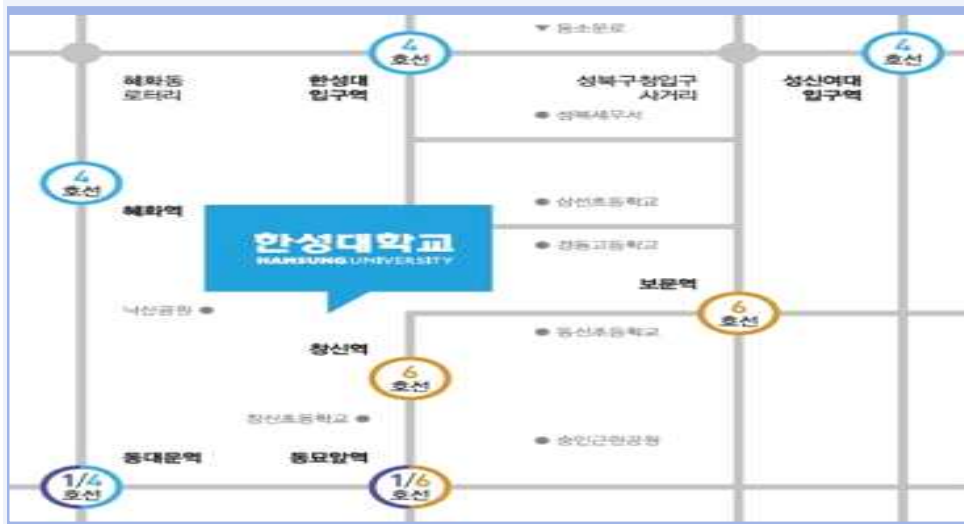 ▼ 동소문로
4
호선
4
호선
혜화동
로터리
한성대
입구역
성북구청입구
사거리
성신여대
입구역
● 성북세무서
4
호선
혜화역
● 삼선초등학교
한성대학교
HANSUNG UNIVERSITY
● 경동고등학교
보문역
6
호선
낙산공원 ●
● 동신초등학교
창신역
6
호선
창신초등학교 ●
● 숭인근린공원
동대문역
동묘앞역
1/4
호선
1/6
호선